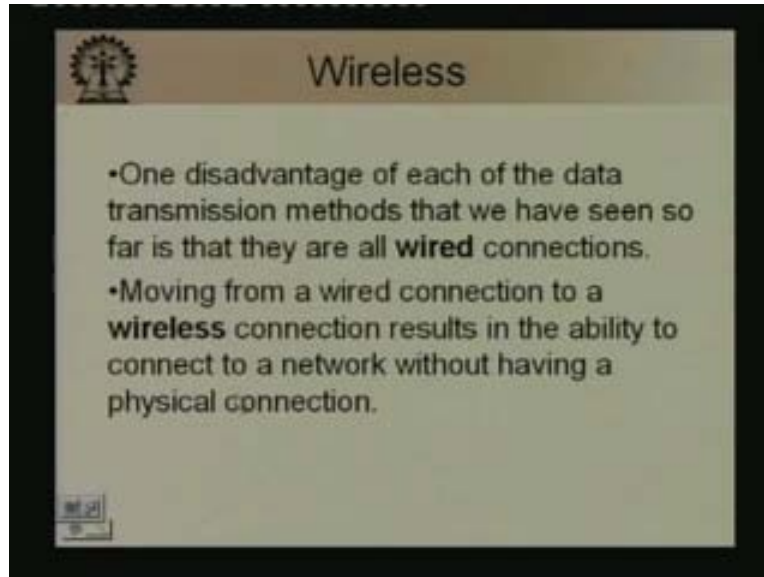 Wireless
•One disadvantage of each of the data
transmission methods that we have seen so
far is that they are all wired connections.
•Moving from a wired connection to a
wireless connection results in the ability to
connect to a network without having a
physical connection.